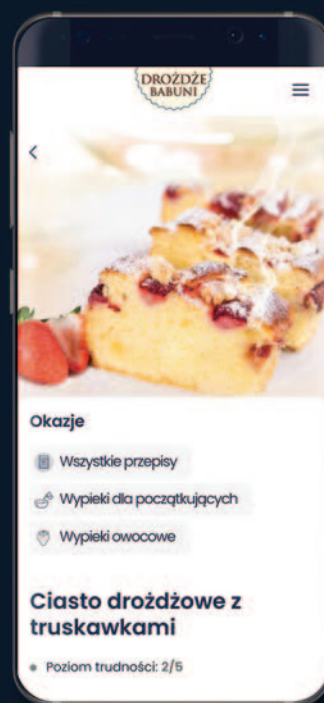 DROŻDŻE
BABUNI
Okazje
Wszystkie przepisy
Wypieki dla początkujących
Wypieki owocowe
Ciasto drożdżowe z
truskawkami
Poziom trudności: 2/5